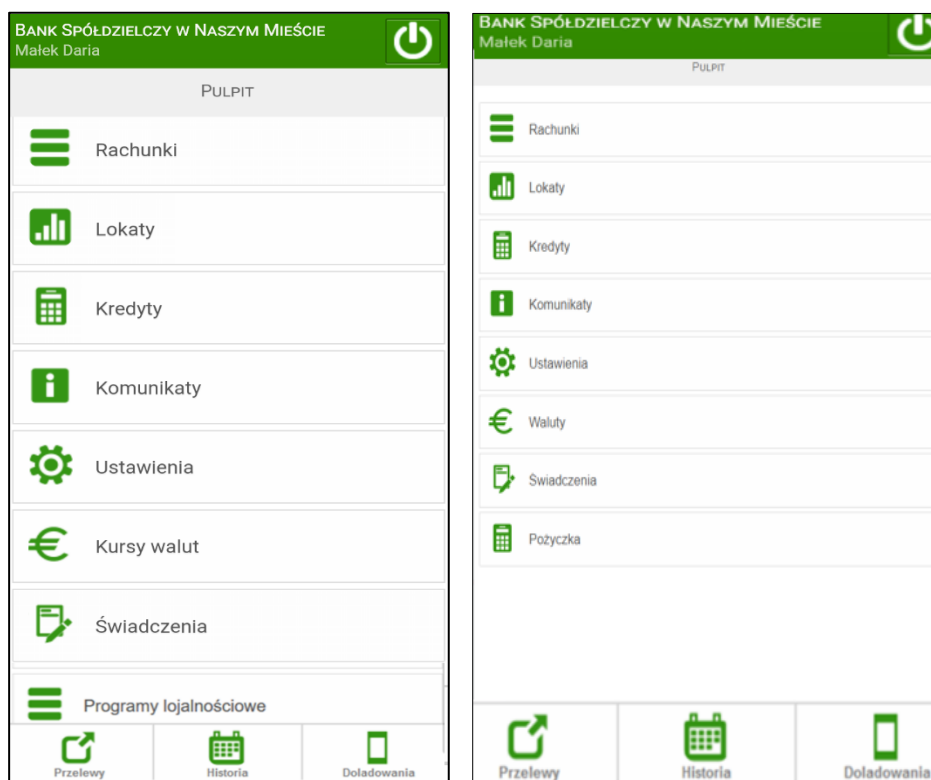 Bank Spółdzielczy w Naszym Mieście
Małek Daria
Pulpit
Rachunki
Lokaty
Kredyty
Komunikaty
Ustawienia
Kursy walut
Świadczenia
Programy lojalnościowe
Przelewy Historia Doładowania
Bank Spółdzielczy w Naszym Mieście
Małek Daria
Pulpit
Rachunki
Lokaty
Kredyty
Komunikaty
Ustawienia
Waluty
Świadczenia
Pożyczka
Przelewy Historia Doładowania